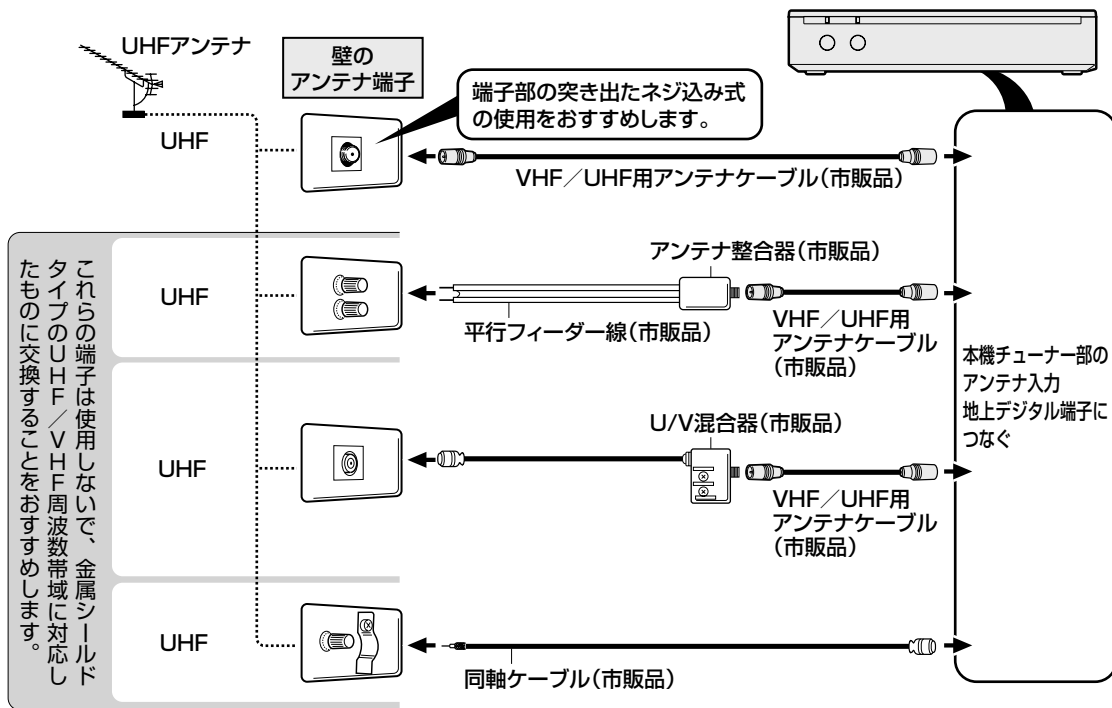 UHFアンテナ
壁の
アンテナ端子
端子部の突き出たネジ込み式
の使用をおすすめします。
UHF
VHF／UHF用アンテナケーブル(市販品)
これらの端子は使用しないで、金属シールド
タイプのUHF／VHF周波数帯域に対応し
たものに交換することをおすすめします。
UHF
アンテナ整合器(市販品)
平行フィーダー線(市販品)
VHF／UHF用
アンテナケーブル
(市販品)
UHF
U/V混合器(市販品)
VHF／UHF用
アンテナケーブル
(市販品)
UHF
同軸ケーブル(市販品)
本機チューナー部の
アンテナ入力
地上デジタル端子に
つなぐ